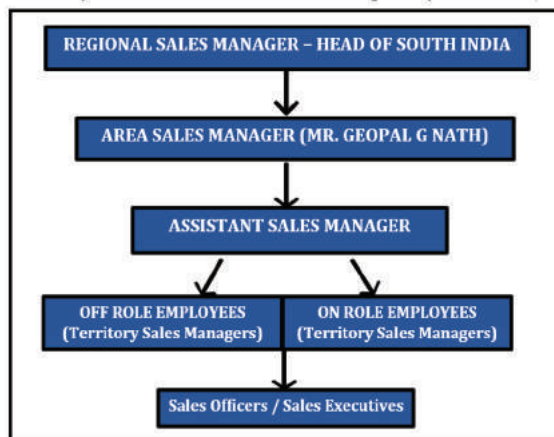 REGIONAL SALES MANAGER – HEAD OF SOUTH INDIA
AREA SALES MANAGER (MR. GEOPAL G NATH)
ASSISTANT SALES MANAGER
OFF ROLE EMPLOYEES
(Territory Sales Managers)
ON ROLE EMPLOYEES
(Territory Sales Managers)
Sales Officers / Sales Executives